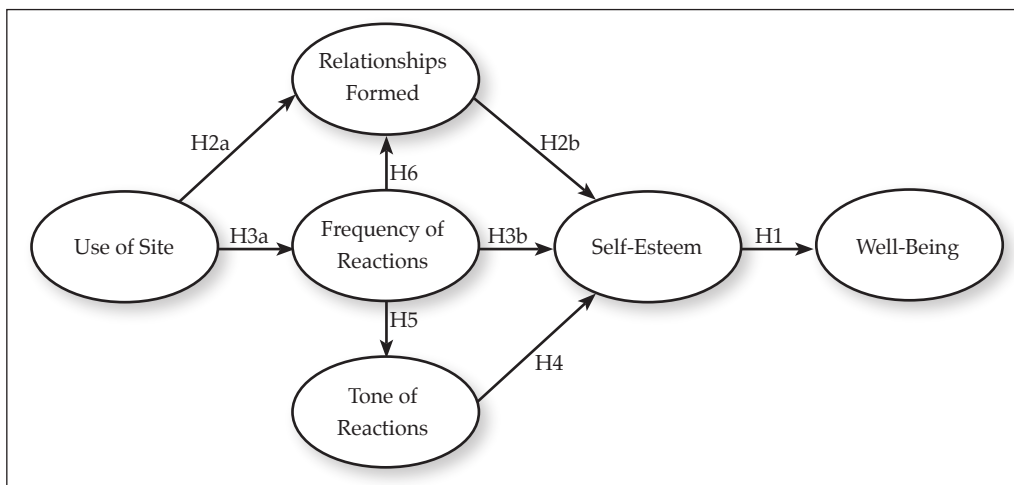 Relationships
Formed
H2a
H2b
H6
Use of Site
H3a
Frequency of
Reactions
H3b
Self-Esteem
H1
Well-Being
H5
H4
Tone of
Reactions